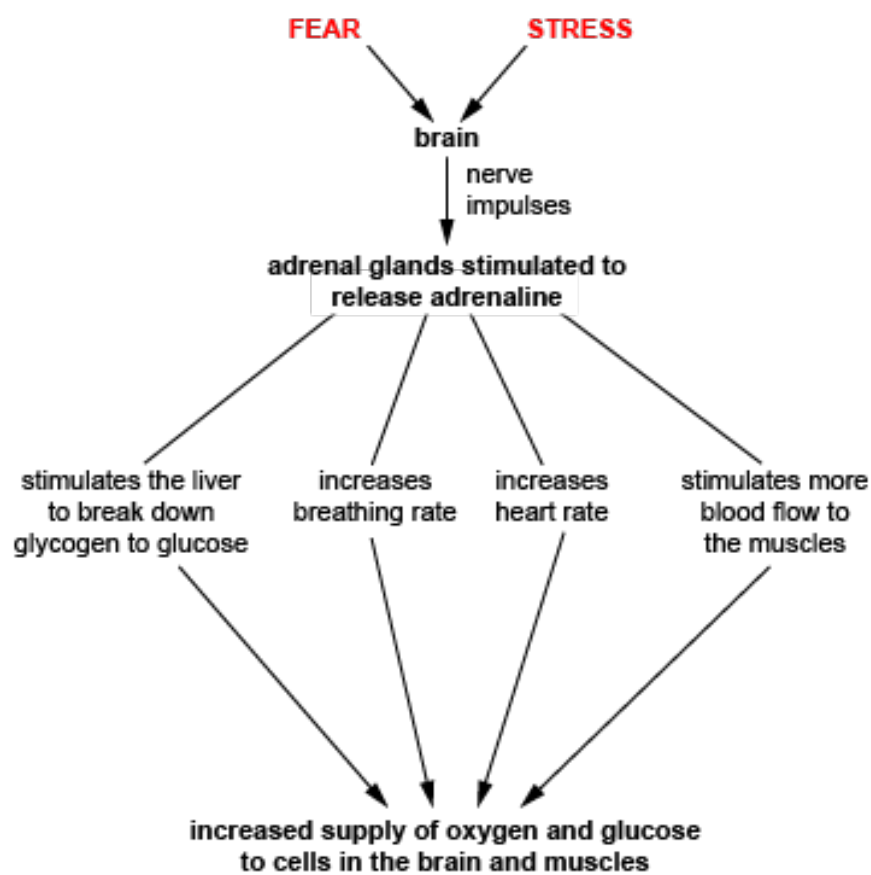 FEAR
STRESS
brain
nerve
impulses
adrenal glands stimulated to
release adrenaline
stimulates the liver
to break down
glycogen to glucose
increases
breathing rate
increases
heart rate
stimulates more
blood flow to
the muscles
increased supply of oxygen and glucose
to cells in the brain and muscles